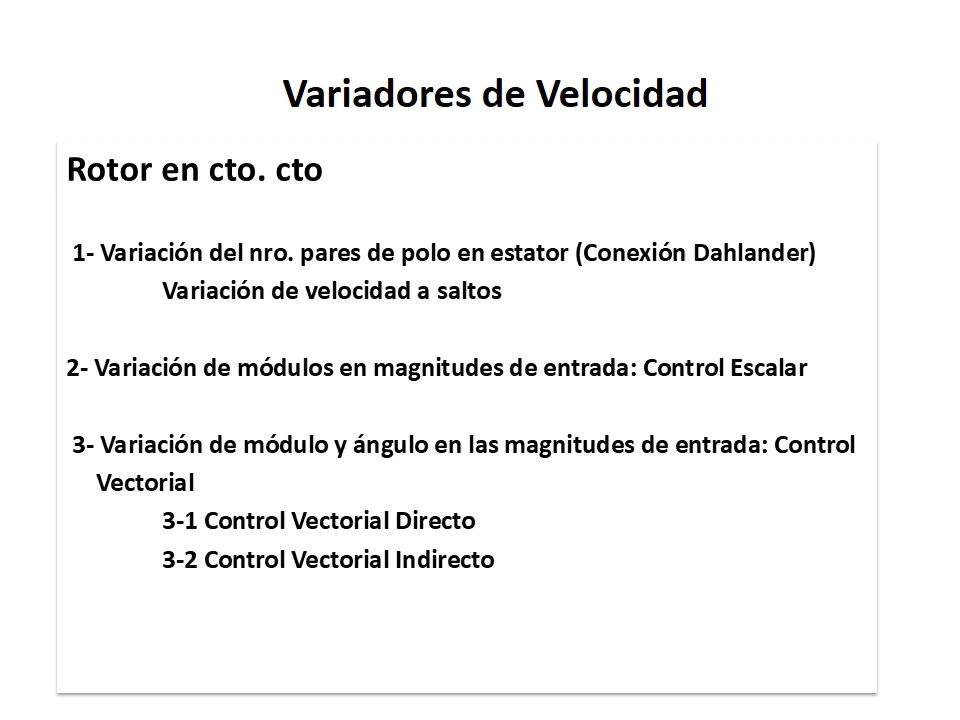 Variadores de Velocidad
Rotor en cto. cto
1- Variación del nro. pares de polo en estator (Conexión Dahlander)
Variación de velocidad a saltos
2- Variación de módulos en magnitudes de entrada: Control Escalar
3- Variación de módulo y ángulo en las magnitudes de entrada: Control
Vectorial
3-1 Control Vectorial Directo
3-2 Control Vectorial Indirecto